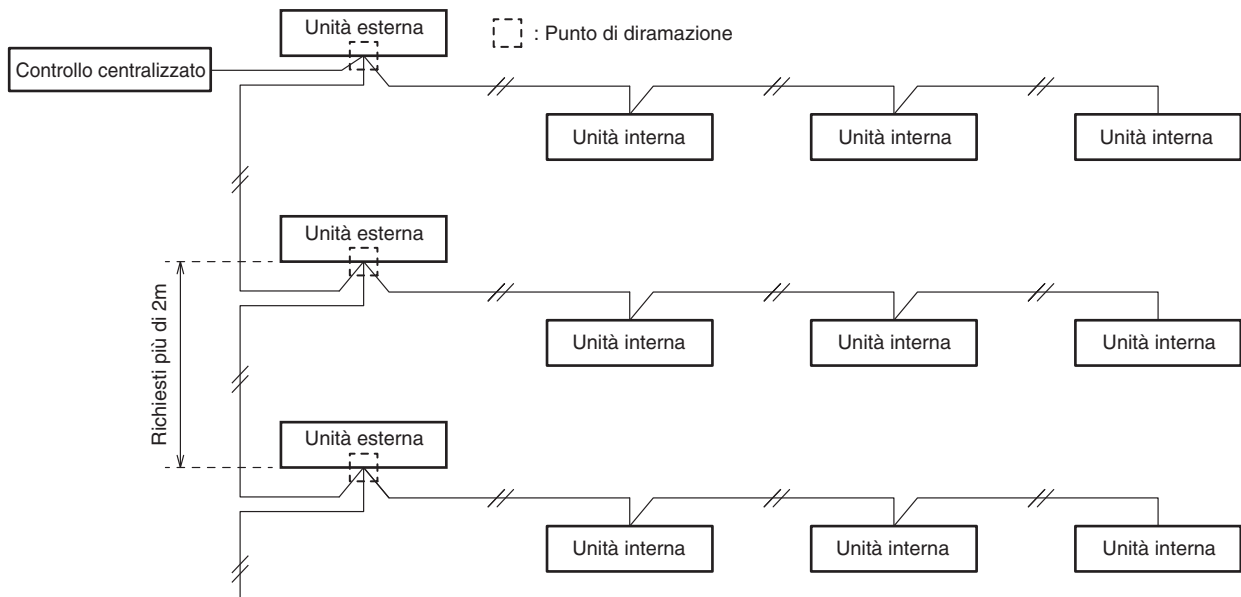 Unità esterna
: Punto di diramazione
Controllo centralizzato
Unità interna
Unità interna
Unità interna
Unità esterna
Richiesti più di 2m
Unità interna
Unità interna
Unità interna
Unità esterna
Unità interna
Unità interna
Unità interna